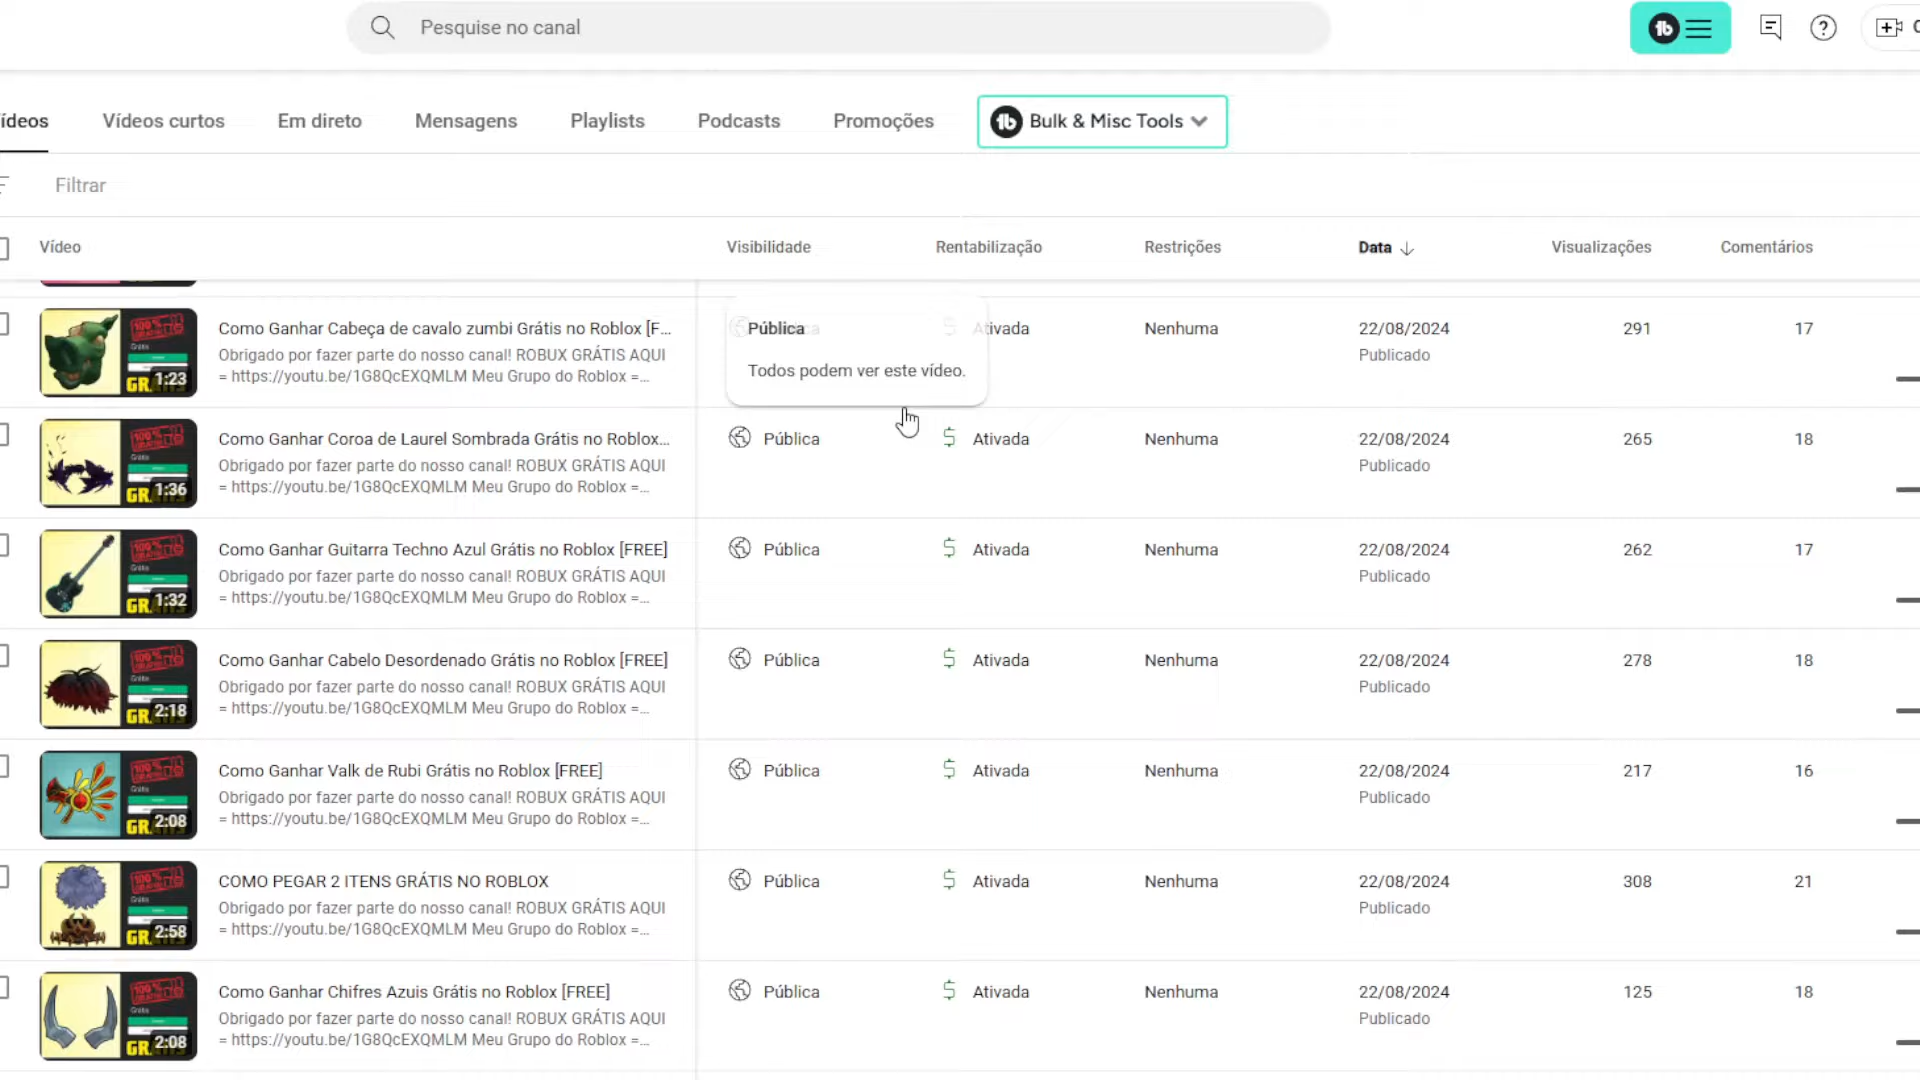 Pesquise no canal
ídeos
Vídeos curtos
Em direto
Mensagens
Playlists
Podcasts
Promoções
Bulk & Misc Tools
Filtrar
Vídeo
Visibilidade
Rentabilização
Restrições
Data
Visualizações
Comentários
1:23
Como Ganhar Cabeça de cavalo zumbi Grátis no Roblox [F...
Obrigado por fazer parte do nosso canal! ROBUX GRÁTIS AQUI
= https://youtu.be/1G8QcEXQMLM Meu Grupo do Roblox =...
Pública
Todos podem ver este vídeo.
Ativada
Nenhuma
22/08/2024
Publicado
291
17
1:36
Como Ganhar Coroa de Laurel Sombrada Grátis no Roblox...
Obrigado por fazer parte do nosso canal! ROBUX GRÁTIS AQUI
= https://youtu.be/1G8QcEXQMLM Meu Grupo do Roblox =...
Pública
Ativada
Nenhuma
22/08/2024
Publicado
265
18
1:32
Como Ganhar Guitarra Techno Azul Grátis no Roblox [FREE]
Obrigado por fazer parte do nosso canal! ROBUX GRÁTIS AQUI
= https://youtu.be/1G8QcEXQMLM Meu Grupo do Roblox =...
Pública
Ativada
Nenhuma
22/08/2024
Publicado
262
17
2:18
Como Ganhar Cabelo Desordenado Grátis no Roblox [FREE]
Obrigado por fazer parte do nosso canal! ROBUX GRÁTIS AQUI
= https://youtu.be/1G8QcEXQMLM Meu Grupo do Roblox =...
Pública
Ativada
Nenhuma
22/08/2024
Publicado
278
18
2:08
Como Ganhar Valk de Rubi Grátis no Roblox [FREE]
Obrigado por fazer parte do nosso canal! ROBUX GRÁTIS AQUI
= https://youtu.be/1G8QcEXQMLM Meu Grupo do Roblox =...
Pública
Ativada
Nenhuma
22/08/2024
Publicado
217
16
2:58
COMO PEGAR 2 ITENS GRÁTIS NO ROBLOX
Obrigado por fazer parte do nosso canal! ROBUX GRÁTIS AQUI
= https://youtu.be/1G8QcEXQMLM Meu Grupo do Roblox =...
Pública
Ativada
Nenhuma
22/08/2024
Publicado
308
21
2:08
Como Ganhar Chifres Azuis Grátis no Roblox [FREE]
Obrigado por fazer parte do nosso canal! ROBUX GRÁTIS AQUI
= https://youtu.be/1G8QcEXQMLM Meu Grupo do Roblox =...
Pública
Ativada
Nenhuma
22/08/2024
Publicado
125
18